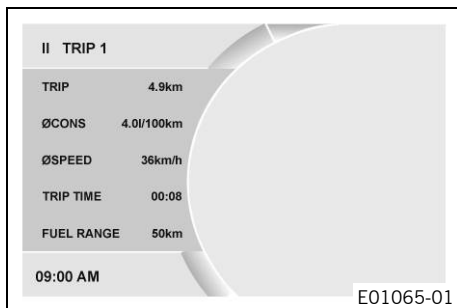 II TRIP 1
TRIP 4.9km
ØCONS 4.0l/100km
ØSPEED 36km/h
TRIP TIME 00:08
FUEL RANGE 50km
09:00 AM
E01065-01